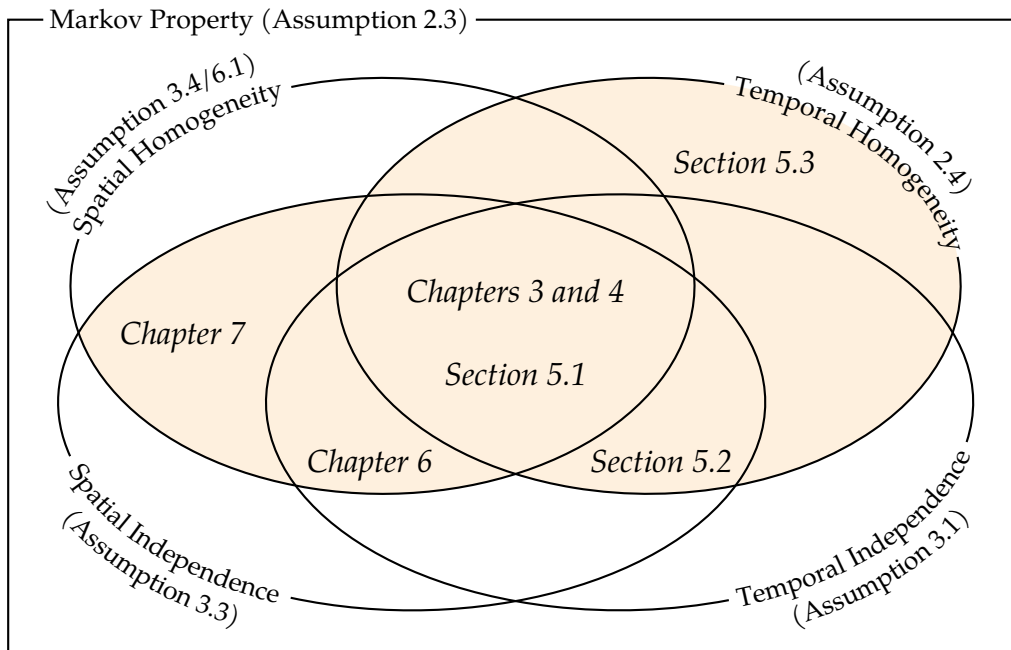 Markov Property (Assumption 2.3)
(Assumption 3.4/6.1)
Spatial Homogeneity
(Assumption 2.4)
Temporal Homogeneity
Section 5.3
Chapters 3 and 4
Chapter 7
Section 5.1
Chapter 6
Section 5.2
Spatial Independence
(Assumption 3.3)
Temporal Independence
(Assumption 3.1)